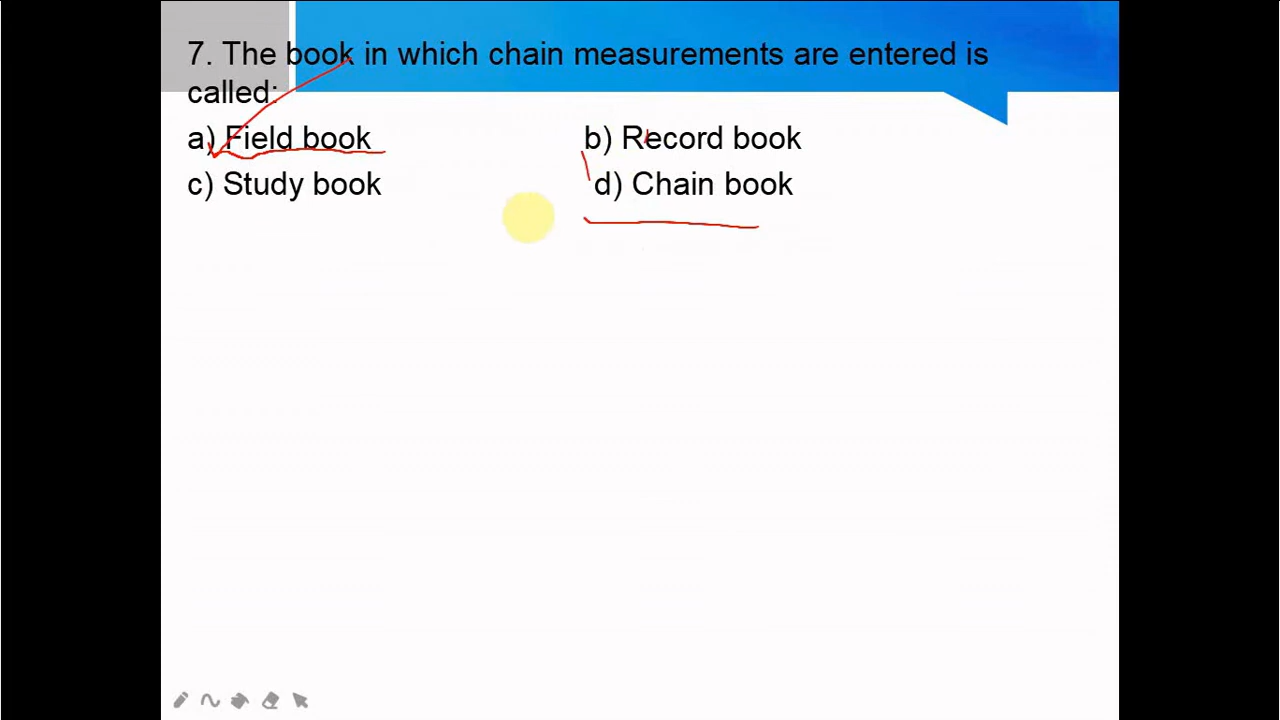 7. The book in which chain measurements are entered is
called:
a) Field book b) Record book
c) Study book d) Chain book